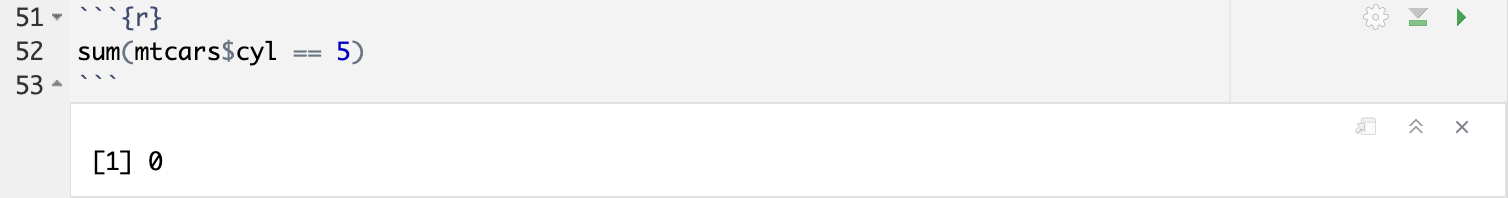 51 ```{r}
52 sum(mtcars$cyl == 5)
53 ```
[1] 0